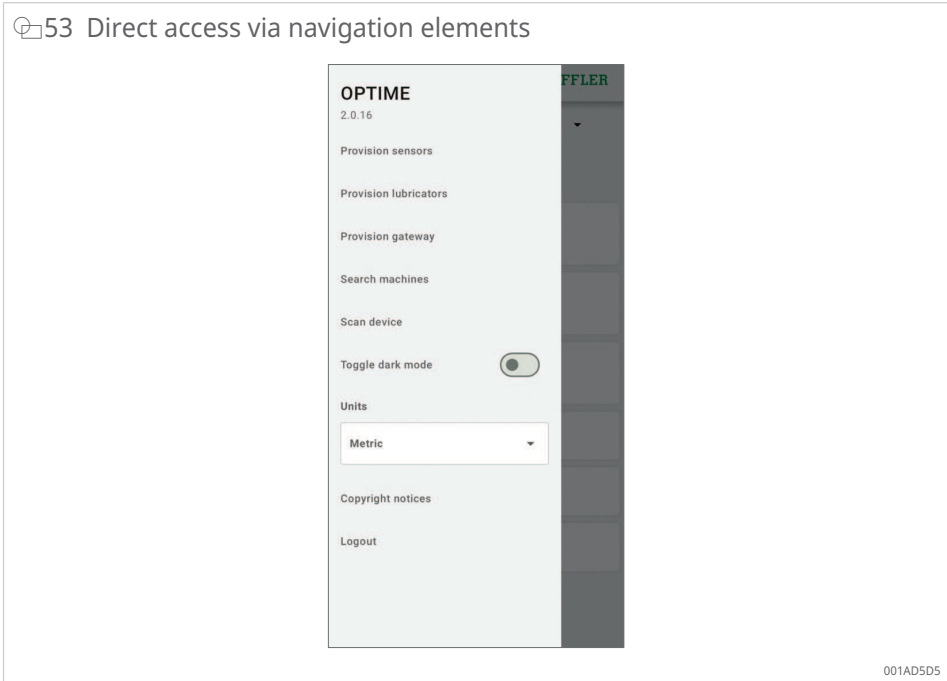 53 Direct access via navigation elements
FFLER
OPTIME
2.0.16
Provision sensors
Provision lubricators
Provision gateway
Search machines
Scan device
Toggle dark mode
Units
Metric
Copyright notices
Logout
001AD5D5